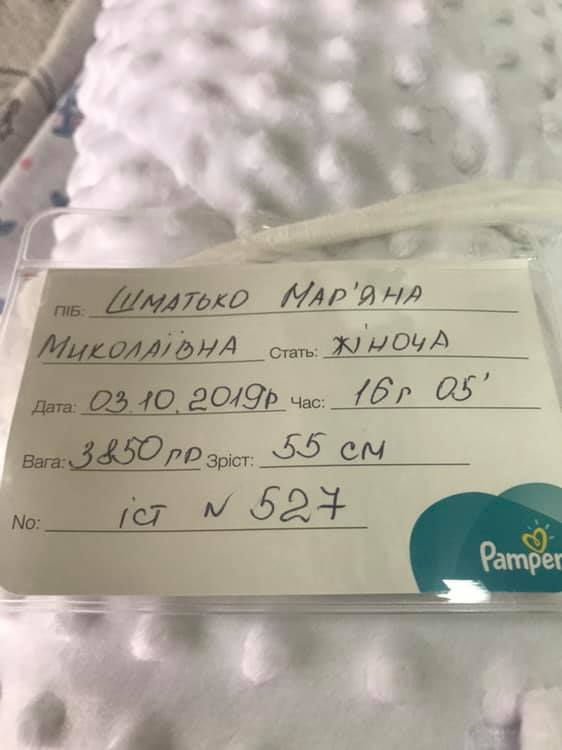 ПІБ: Шматько Мар'яна
Миколаївна Стать: жіноча
Дата: 03.10.2019р Час: 16г 05'
Вага: 3850гр Зріст: 55 см
No: іст N 527
Pamper